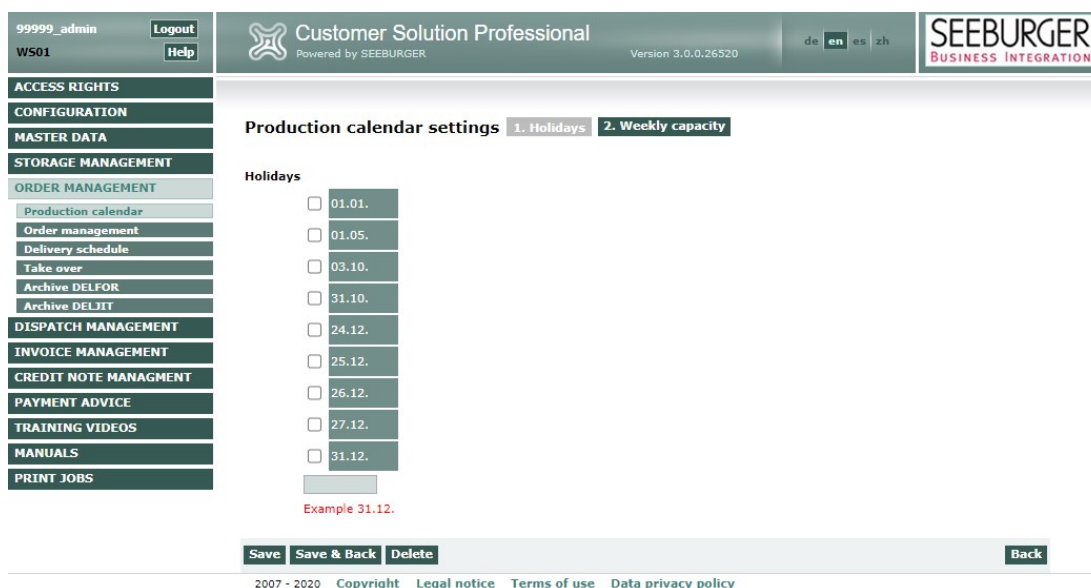 99999_admin Logout
WS01 Help
Customer Solution Professional
Powered by SEEBURGER Version 3.0.0.26520
de en es zh
SEEBURGER
BUSINESS INTEGRATION
ACCESS RIGHTS
CONFIGURATION
MASTER DATA
STORAGE MANAGEMENT
ORDER MANAGEMENT
Production calendar
Order management
Delivery schedule
Take over
Archive DELFOR
Archive DELJIT
DISPATCH MANAGEMENT
INVOICE MANAGEMENT
CREDIT NOTE MANAGMENT
PAYMENT ADVICE
TRAINING VIDEOS
MANUALS
PRINT JOBS
Production calendar settings 1. Holidays 2. Weekly capacity
Holidays
01.01.
01.05.
03.10.
31.10.
24.12.
25.12.
26.12.
27.12.
31.12.
Example 31.12.
Save Save & Back Delete Back
2007 - 2020 Copyright Legal notice Terms of use Data privacy policy